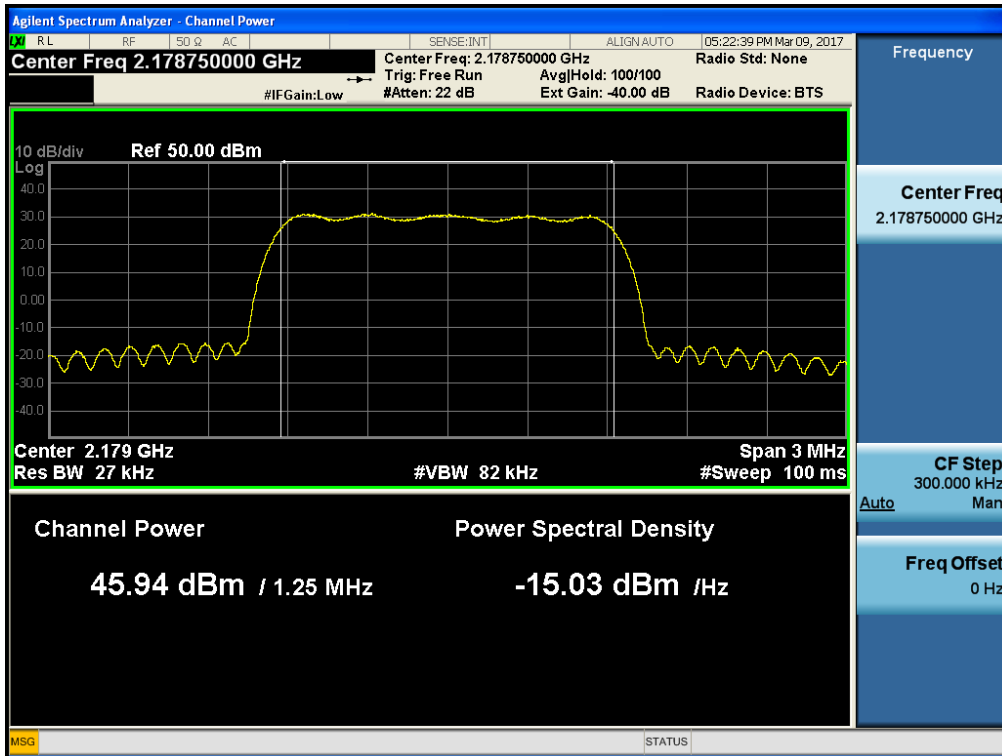 Agilent Spectrum Analyzer - Channel Power
LXI RL RF 50 Ω AC SENSE:INT ALIGN AUTO 05:22:39 PM Mar 09, 2017
Center Freq 2.178750000 GHz
Center Freq: 2.178750000 GHz Radio Std: None
Trig: Free Run Avg|Hold: 100/100
#IFGain:Low #Atten: 22 dB Ext Gain: -40.00 dB Radio Device: BTS
10 dB/div Ref 50.00 dBm
Log
40.0
30.0
20.0
10.0
0.00
-10.0
-20.0
-30.0
-40.0
Center 2.179 GHz Span 3 MHz
Res BW 27 kHz #VBW 82 kHz #Sweep 100 ms
Channel Power Power Spectral Density
45.94 dBm / 1.25 MHz -15.03 dBm /Hz
Frequency
Center Freq
2.178750000 GHz
CF Step
300.000 kHz
Auto Man
Freq Offset
0 Hz
MSG STATUS